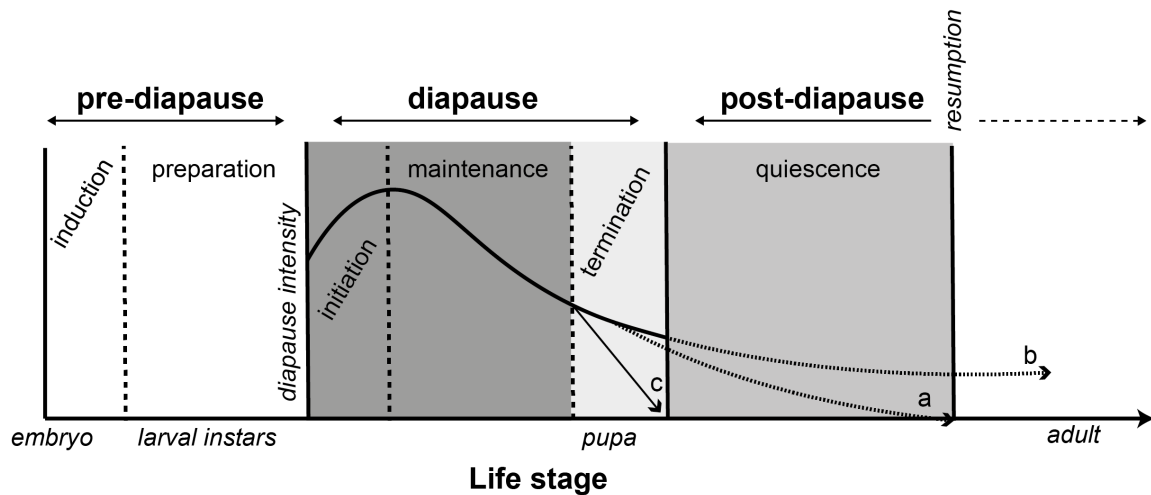 resumption
pre-diapause
diapause
post-diapause
induction
preparation
diapause intensity
initiation
maintenance
termination
quiescence
c
a
b
embryo
larval instars
pupa
adult
Life stage